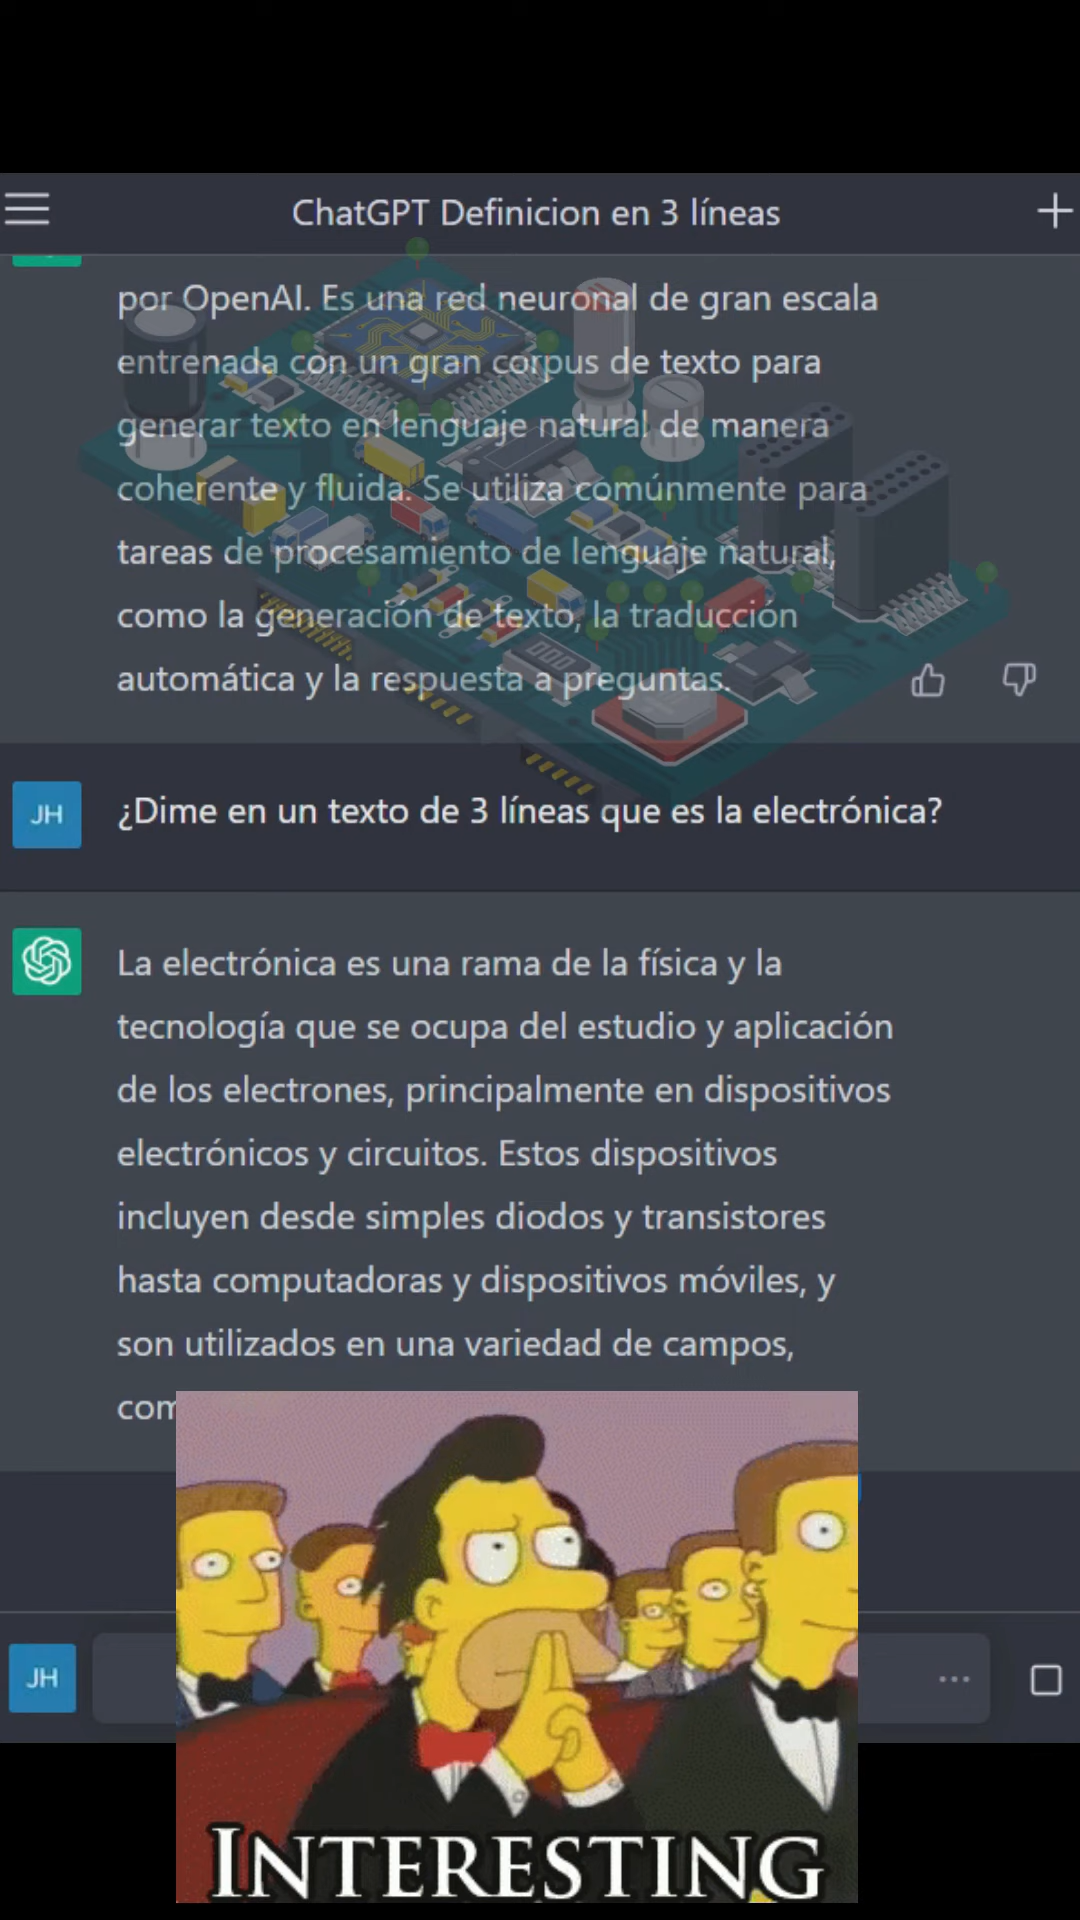 ChatGPT Definicion en 3 líneas
por OpenAI. Es una red neuronal de gran escala
entrenada con un gran corpus de texto para
generar texto en lenguaje natural de manera
coherente y fluida. Se utiliza comúnmente para
tareas de procesamiento de lenguaje natural,
como la generación de texto, la traducción
automática y la respuesta a preguntas.
JH
¿Dime en un texto de 3 líneas que es la electrónica?
La electrónica es una rama de la física y la
tecnología que se ocupa del estudio y aplicación
de los electrones, principalmente en dispositivos
electrónicos y circuitos. Estos dispositivos
incluyen desde simples diodos y transistores
hasta computadoras y dispositivos móviles, y
son utilizados en una variedad de campos,
JH
INTERESTING